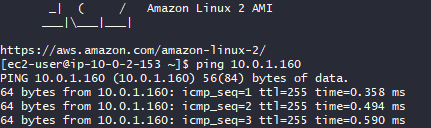 _|  (     /   Amazon Linux 2 AMI
___|\___|___|
https://aws.amazon.com/amazon-linux-2/
[ec2-user@ip-10-0-2-153 ~]$ ping 10.0.1.160
PING 10.0.1.160 (10.0.1.160) 56(84) bytes of data.
64 bytes from 10.0.1.160: icmp_seq=1 ttl=255 time=0.358 ms
64 bytes from 10.0.1.160: icmp_seq=2 ttl=255 time=0.494 ms
64 bytes from 10.0.1.160: icmp_seq=3 ttl=255 time=0.590 ms